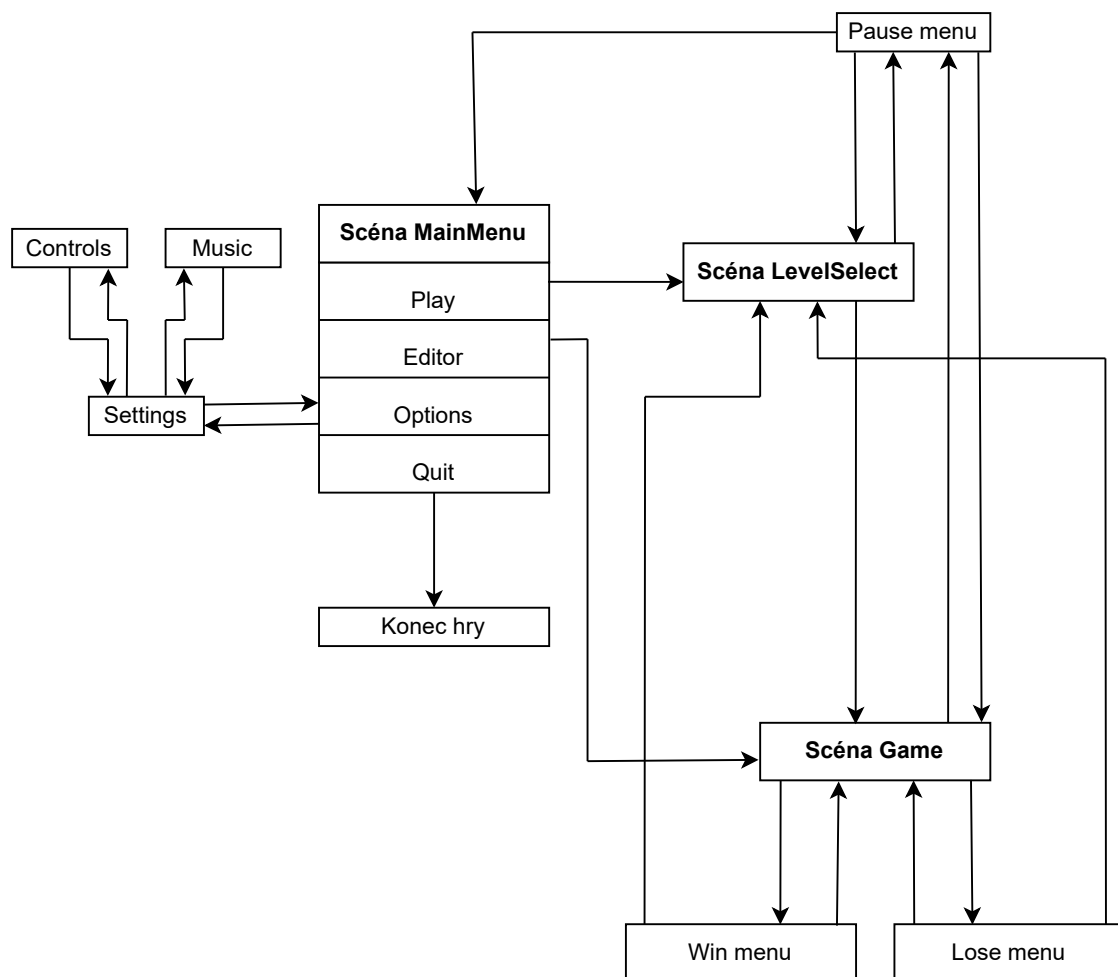 Pause menu
Scéna MainMenu
Controls
Music
Scéna LevelSelect
Play
Editor
Settings
Options
Quit
Konec hry
Scéna Game
Win menu
Lose menu